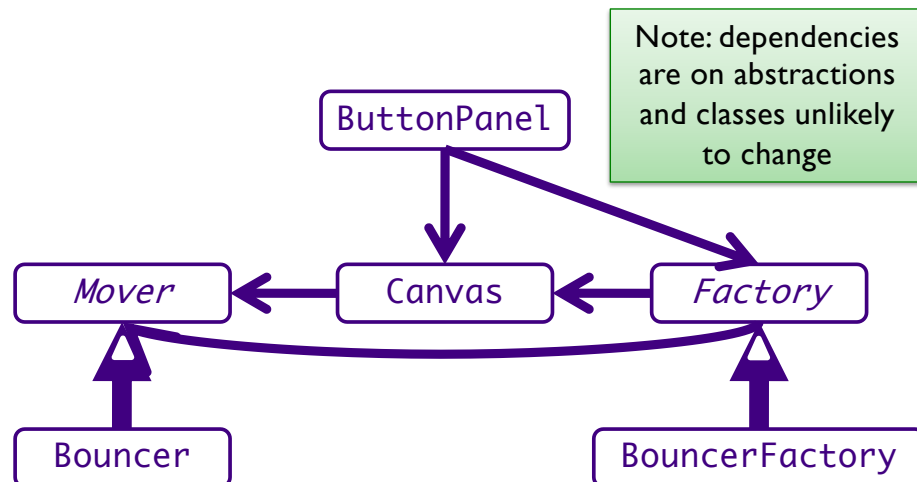 Note: dependencies
are on abstractions
and classes unlikely
to change
ButtonPanel
Mover
Canvas
Factory
Bouncer
BouncerFactory